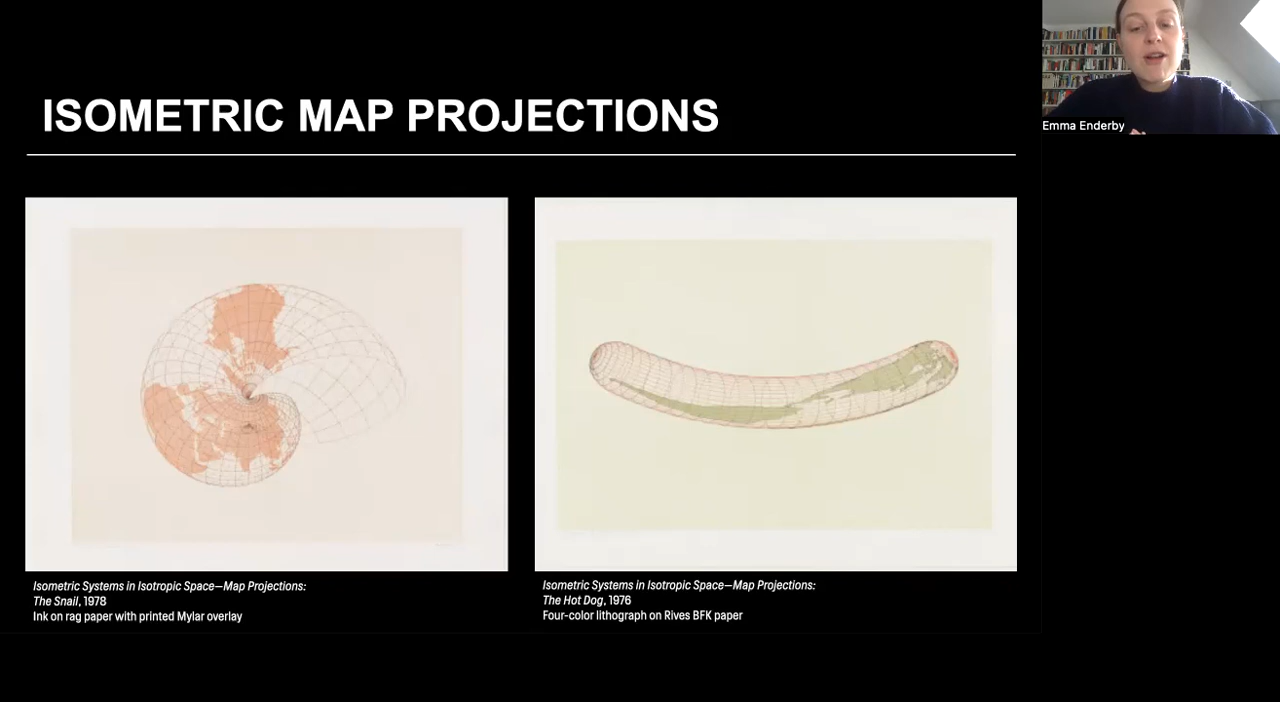 ISOMETRIC MAP PROJECTIONS
Emma Enderby
Isometric Systems in Isotropic Space—Map Projections:
The Snail, 1978
Ink on rag paper with printed Mylar overlay
Isometric Systems in Isotropic Space—Map Projections:
The Hot Dog, 1976
Four-color lithograph on Rives BFK paper